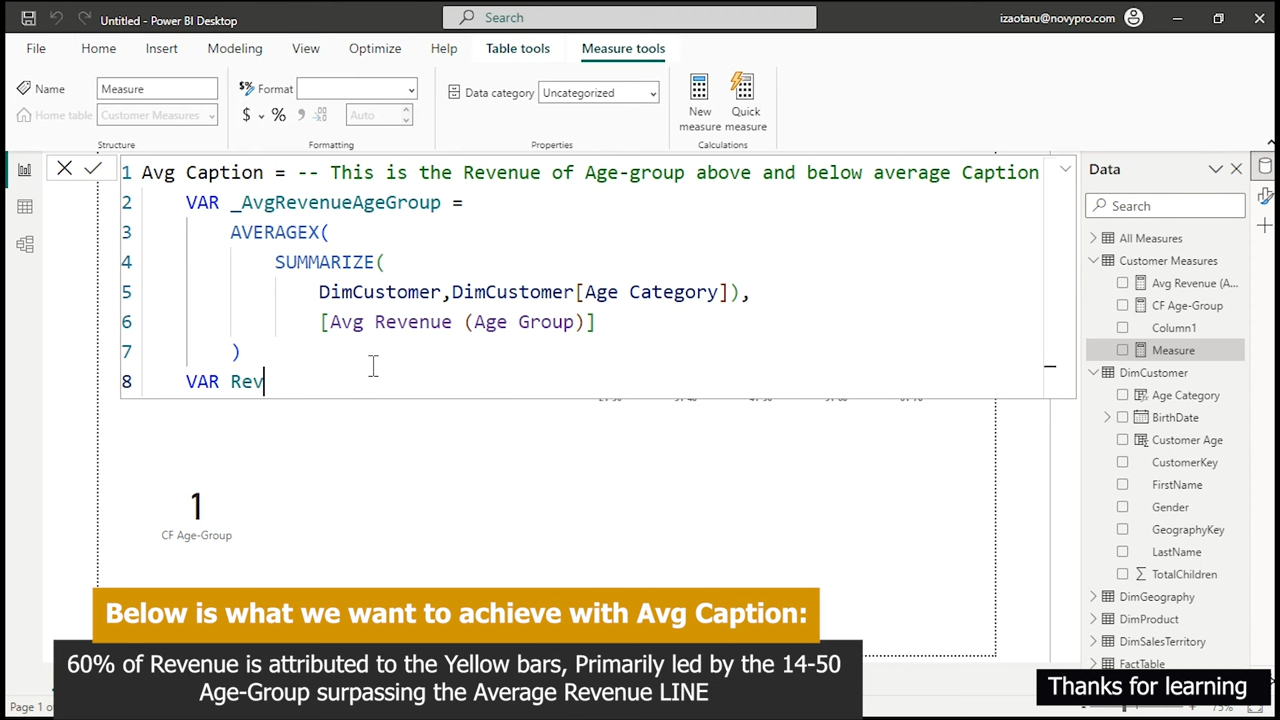 Untitled - Power BI Desktop
Search
izaotaru@novypro.com
File
Home
Insert
Modeling
View
Optimize
Help
Table tools
Measure tools
Name
Measure
Home table
Customer Measures
Structure
Format
$
%
Auto
Formatting
Data category
Uncategorized
Properties
New measure
Quick measure
Calculations
1 Avg Caption = -- This is the Revenue of Age-group above and below average Caption
2 VAR _AvgRevenueAgeGroup =
3 AVERAGEX(
4 SUMMARIZE(
5 DimCustomer,DimCustomer[Age Category]),
6 [Avg Revenue (Age Group)]
7 )
8 VAR Rev
1
CF Age-Group
Data
Search
All Measures
Customer Measures
Avg Revenue (A...
CF Age-Group
Column1
Measure
DimCustomer
Age Category
BirthDate
Customer Age
CustomerKey
FirstName
Gender
GeographyKey
LastName
TotalChildren
DimGeography
DimProduct
DimSalesTerritory
FactTable
Below is what we want to achieve with Avg Caption:
60% of Revenue is attributed to the Yellow bars, Primarily led by the 14-50
Age-Group surpassing the Average Revenue LINE
Thanks for learning
Page 1